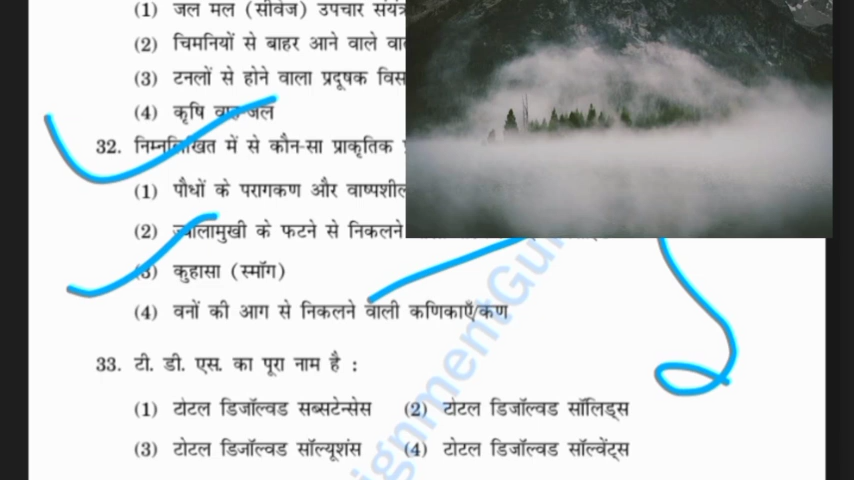 (1) जल मल (सीवेज) उपचार संयंत्र
(2) चिमनियों से बाहर आने वाले
(3) टनलों से होने वाला प्रदूषक
(4) कृषि वाह जल
32. निम्नलिखित में से कौन-सा प्राकृतिक
(1) पौधों के परागकण और वाष्पशील
(2) ज्वालामुखी के फटने से निकलने
(3) कुहासा (स्मॉग)
(4) वनों की आग से निकलने वाली कणिकाएँ/कण
33. टी. डी. एस. का पूरा नाम है :
(1) टोटल डिजॉल्वड सब्सटेन्सेस (2) टोटल डिजॉल्वड सॉलिड्स
(3) टोटल डिजॉल्वड सॉल्यूशंस (4) टोटल डिजॉल्वड सॉल्वेंट्स